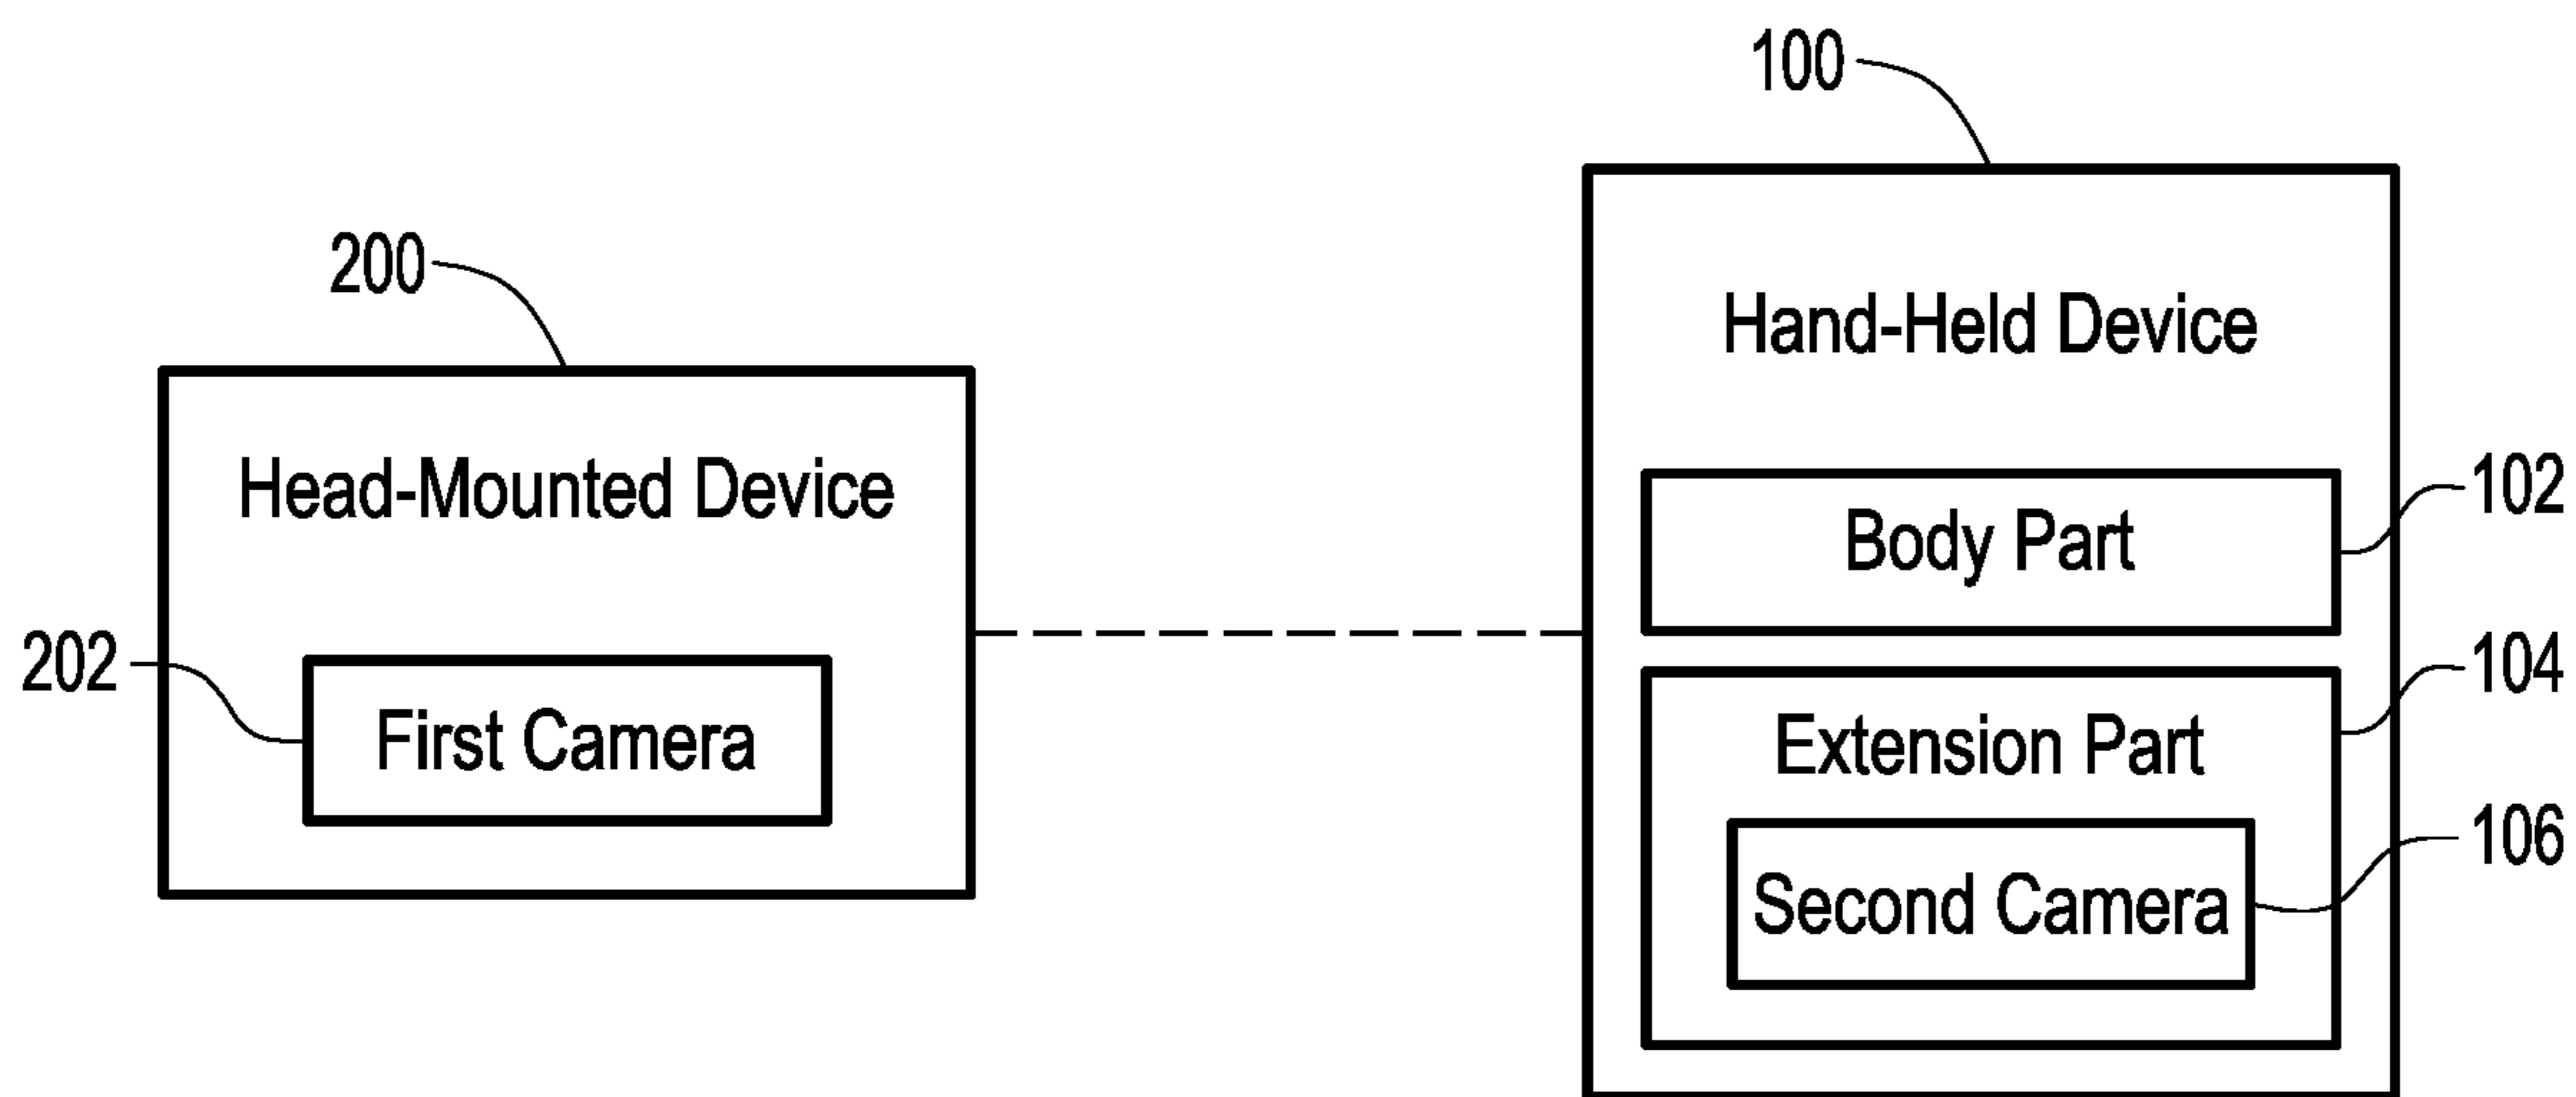 100
200
Hand-Held Device
Head-Mounted Device
102
Body Part
202
104
First Camera
Extension Part
106
Second Camera